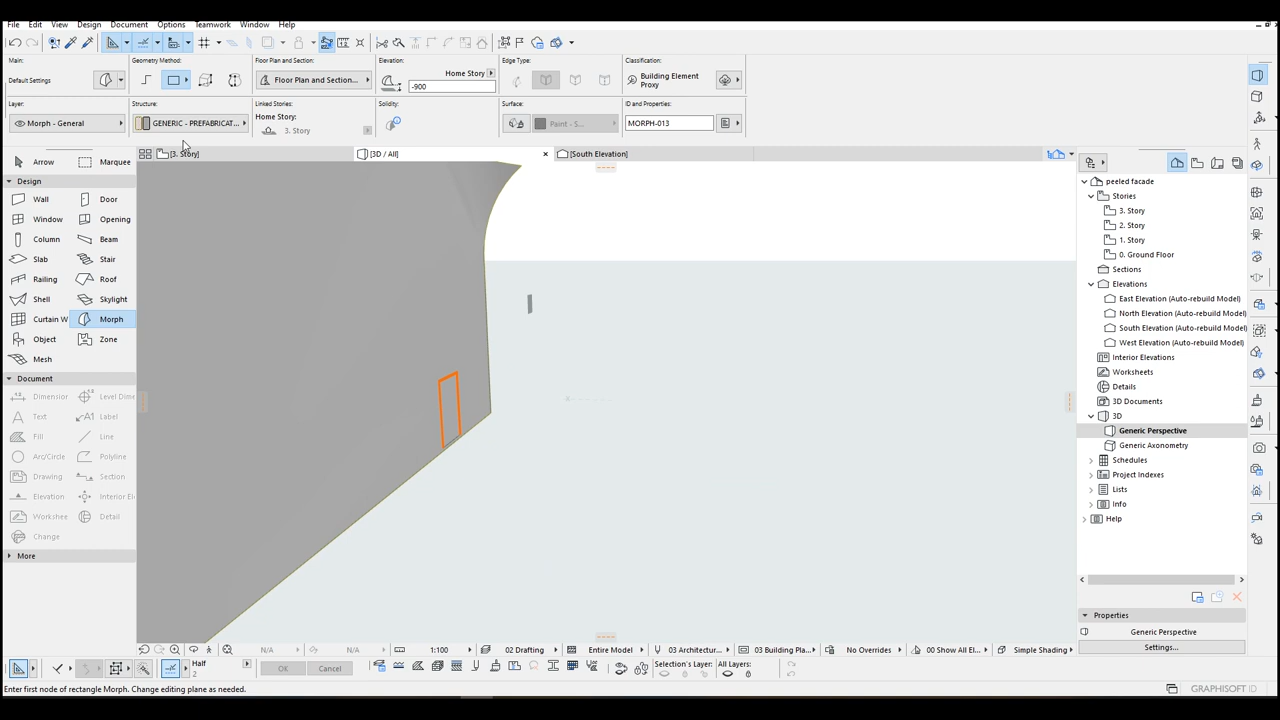 File Edit View Design Document Options Teamwork Window Help
Main: Geometry Method: Floor Plan and Section: Elevation: Edge Type: Classification:
Default Settings Floor Plan and Section... Home Story Building Element Proxy
-900
Layer: Structure: Linked Stories: Solidity: Surface: ID and Properties:
Home Story:
Morph - General GENERIC - PREFABRICAT... 3. Story Paint - S... MORPH-013
[3. Story] [3D / All] [South Elevation]
Arrow Marquee
Design
Wall Door
Window Opening
Column Beam
Slab Stair
Railing Roof
Shell Skylight
Curtain W Morph
Object Zone
Mesh
Document
Dimension Level Dime
Text Label
Fill Line
Arc/Circle Polyline
Drawing Section
Elevation Interior El
Workshee Detail
Change
More
peeled facade
Stories
3. Story
2. Story
1. Story
0. Ground Floor
Sections
Elevations
East Elevation (Auto-rebuild Model)
North Elevation (Auto-rebuild Model)
South Elevation (Auto-rebuild Model)
West Elevation (Auto-rebuild Model)
Interior Elevations
Worksheets
Details
3D Documents
3D
Generic Perspective
Generic Axonometry
Schedules
Project Indexes
Lists
Info
Help
Properties
Generic Perspective
Settings...
N/A N/A 1:100 02 Drafting Entire Model 03 Architectur... 03 Building Pla... No Overrides 00 Show All El... Simple Shading
Half
2
OK Cancel Selection's Layer: All Layers:
Enter first node of rectangle Morph. Change editing plane as needed.
GRAPHISOFT ID